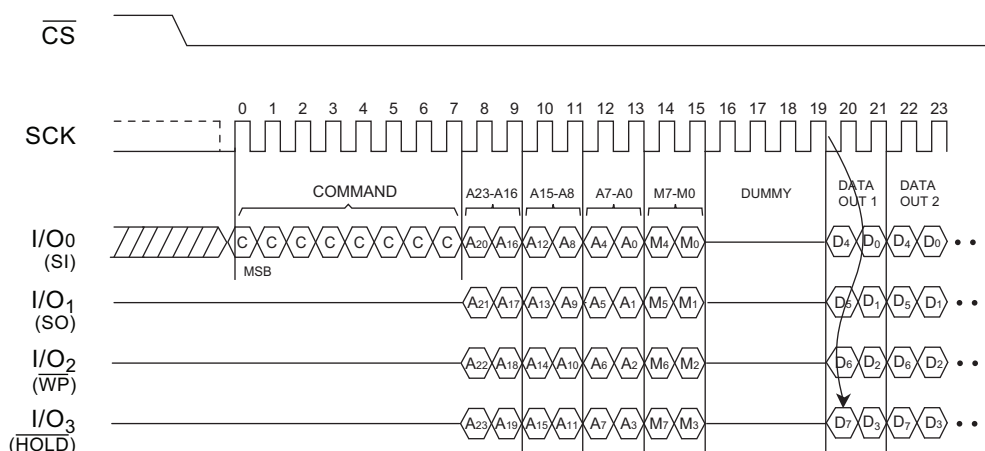 CS
0 1 2 3 4 5 6 7 8 9 10 11 12 13 14 15 16 17 18 19 20 21 22 23
SCK
COMMAND A23-A16 A15-A8 A7-A0 M7-M0 DUMMY DATA OUT 1 DATA OUT 2
I/O0 C C C C C C C C A20 A16 A12 A8 A4 A0 M4 M0 D4 D0 D4 D0 • •
(SI) MSB
I/O1 A21 A17 A13 A9 A5 A1 M5 M1 D5 D1 D5 D1 • •
(SO)
I/O2 A22 A18 A14 A10 A6 A2 M6 M2 D6 D2 D6 D2 • •
(WP)
I/O3 A23 A19 A15 A11 A7 A3 M7 M3 D7 D3 D7 D3 • •
(HOLD)